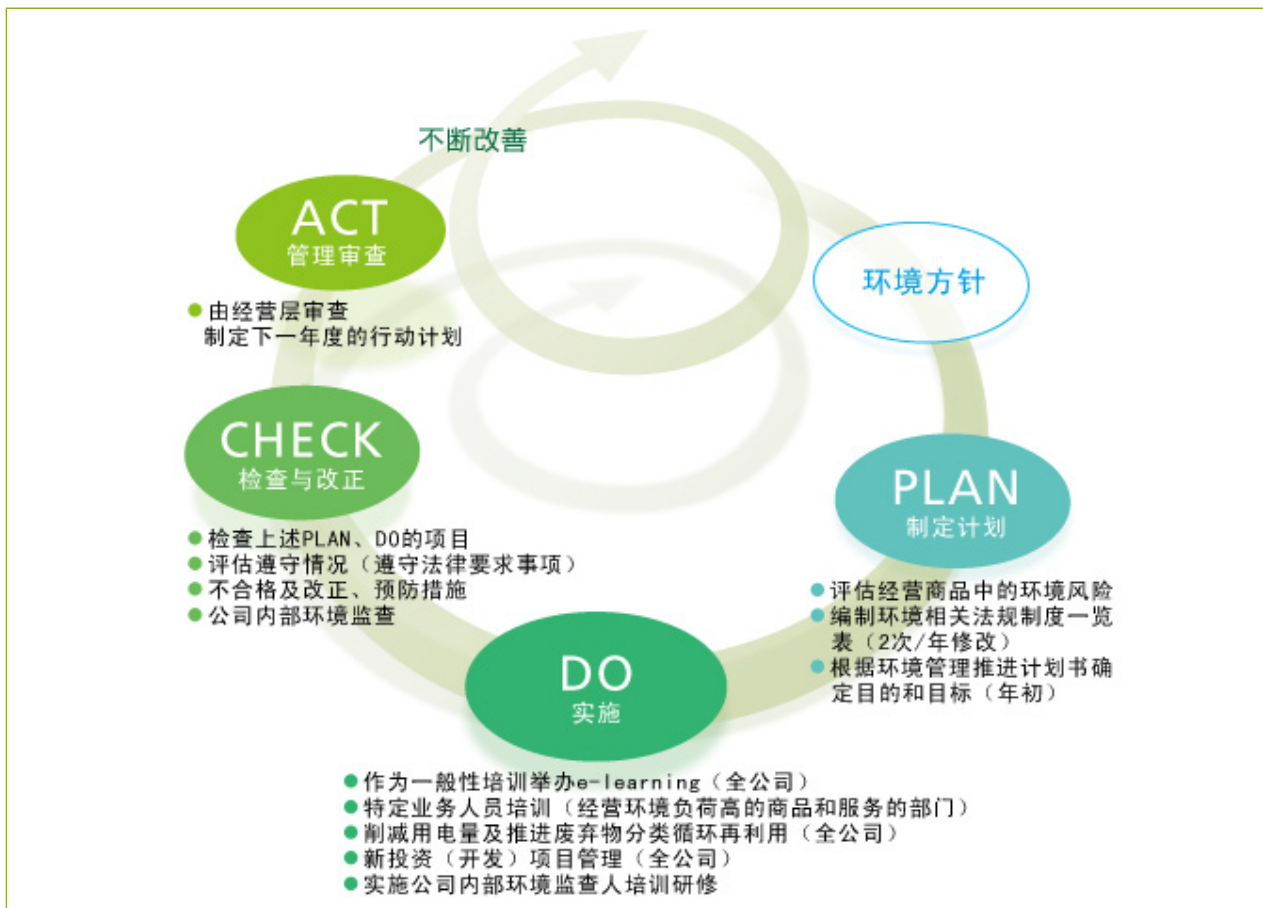 不断改善
ACT
管理审查
●由经营层审查
制定下一年度的行动计划
环境方针
CHECK
检查与改正
●检查上述PLAN、DO的项目
●评估遵守情况（遵守法律要求事项）
●不合格及改正、预防措施
●公司内部环境监查
PLAN
制定计划
●评估经营商品中的环境风险
●编制环境相关法规制度一览
表（2次/年修改）
●根据环境管理推进计划书确
定目的和目标（年初）
DO
实施
●作为一般性培训举办e-learning（全公司）
●特定业务人员培训（经营环境负荷高的商品和服务的部门）
●削减用电量及推进废弃物分类循环再利用（全公司）
●新投资（开发）项目管理（全公司）
●实施公司内部环境监查人培训研修